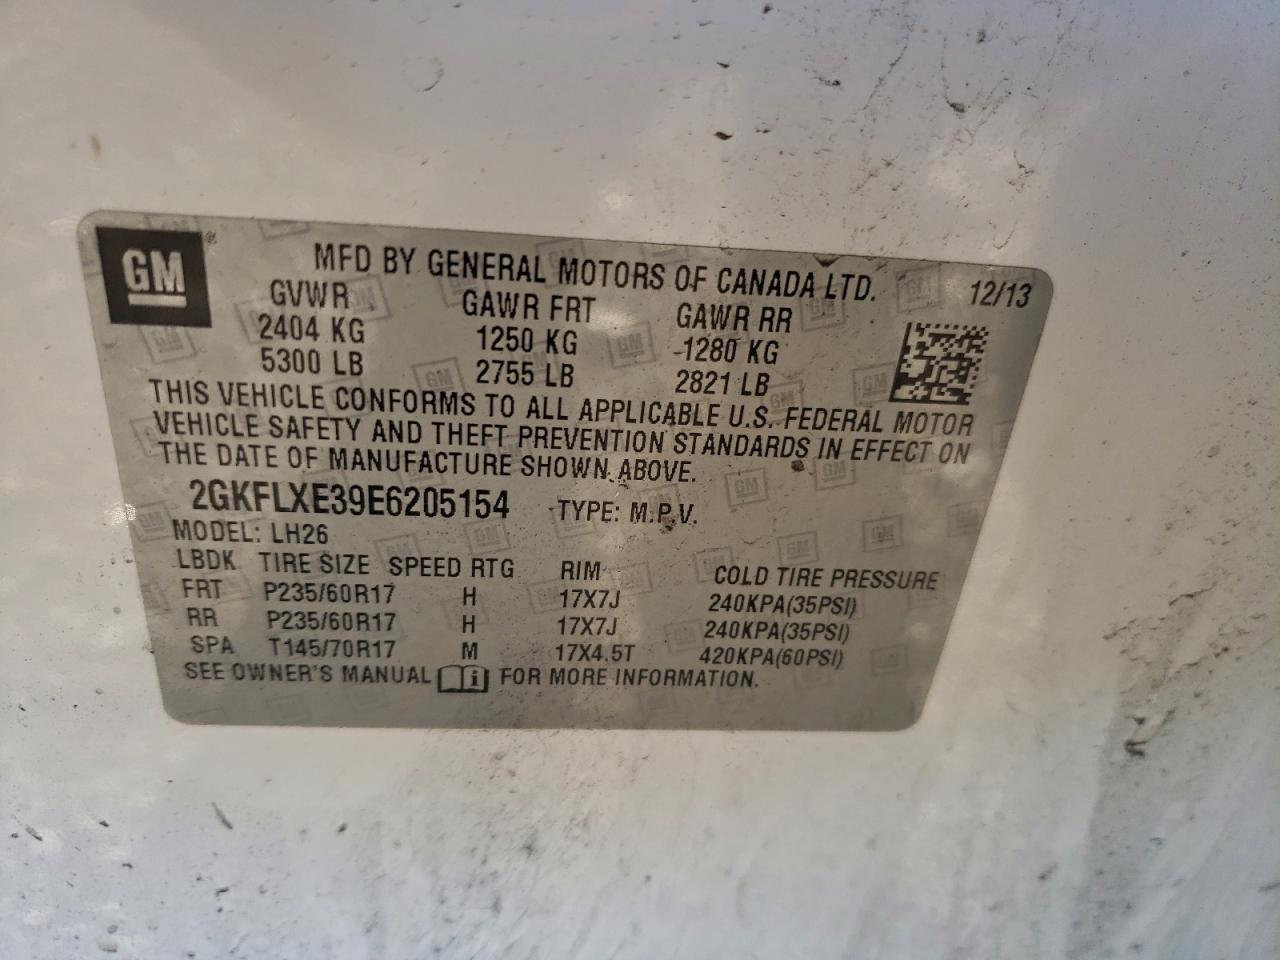 GM®
MFD BY GENERAL MOTORS OF CANADA LTD. 12/13
GVWR GAWR FRT GAWR RR
2404 KG 1250 KG 1280 KG
5300 LB 2755 LB 2821 LB
THIS VEHICLE CONFORMS TO ALL APPLICABLE U.S. FEDERAL MOTOR
VEHICLE SAFETY AND THEFT PREVENTION STANDARDS IN EFFECT ON
THE DATE OF MANUFACTURE SHOWN ABOVE.
2GKFLXE39E6205154 TYPE: M.P.V.
MODEL: LH26
LBDK TIRE SIZE SPEED RTG RIM COLD TIRE PRESSURE
FRT P235/60R17 H 17X7J 240KPA(35PSI)
RR P235/60R17 H 17X7J 240KPA(35PSI)
SPA T145/70R17 M 17X4.5T 420KPA(60PSI)
SEE OWNER'S MANUAL i FOR MORE INFORMATION.